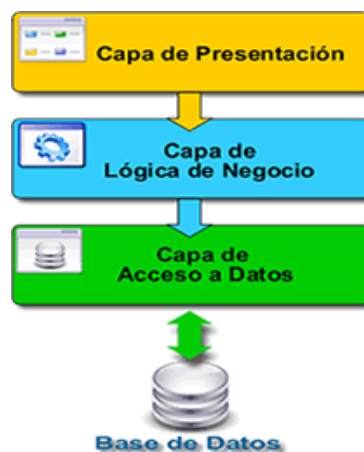 Capa de Presentación
Capa de
Lógica de Negocio
Capa de
Acceso a Datos
Base de Datos